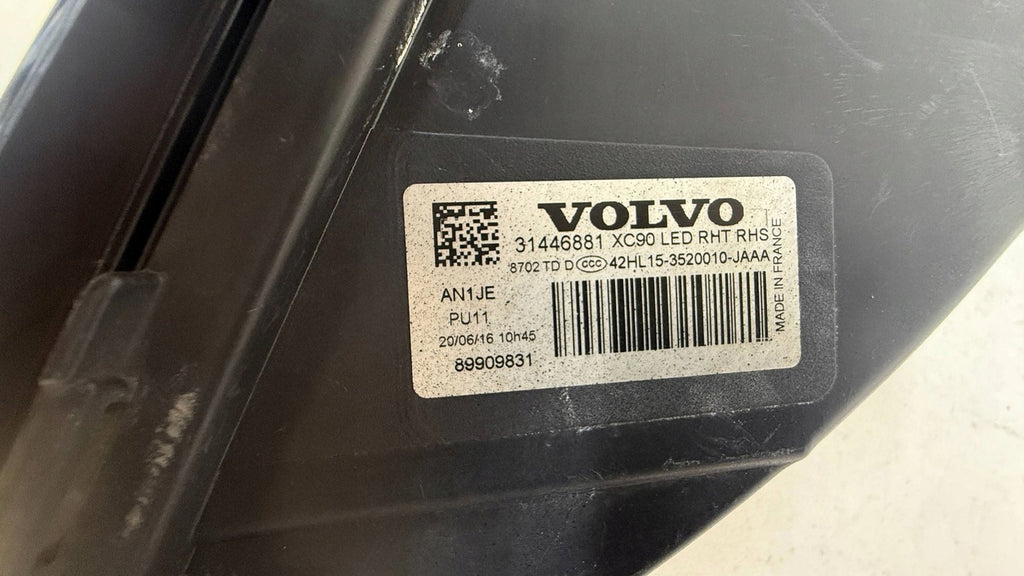 VOLVO
31446881 XC90 LED RHT RHS
8702 TD D CCC 42HL15-3520010-JAAA
AN1JE
PU11
20/06/16 10h45
89909831
MADE IN FRANCE